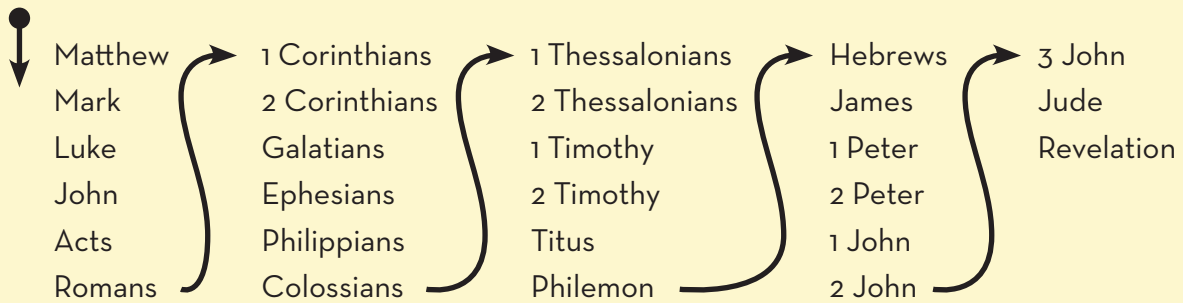 Matthew
Mark
Luke
John
Acts
Romans
1 Corinthians
2 Corinthians
Galatians
Ephesians
Philippians
Colossians
1 Thessalonians
2 Thessalonians
1 Timothy
2 Timothy
Titus
Philemon
Hebrews
James
1 Peter
2 Peter
1 John
2 John
3 John
Jude
Revelation